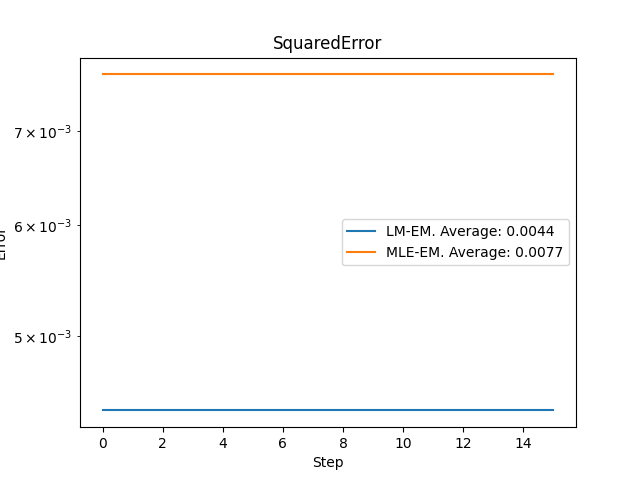 SquaredError
7 × 10⁻³
6 × 10⁻³
5 × 10⁻³
Error
LM-EM. Average: 0.0044
MLE-EM. Average: 0.0077
0 2 4 6 8 10 12 14
Step